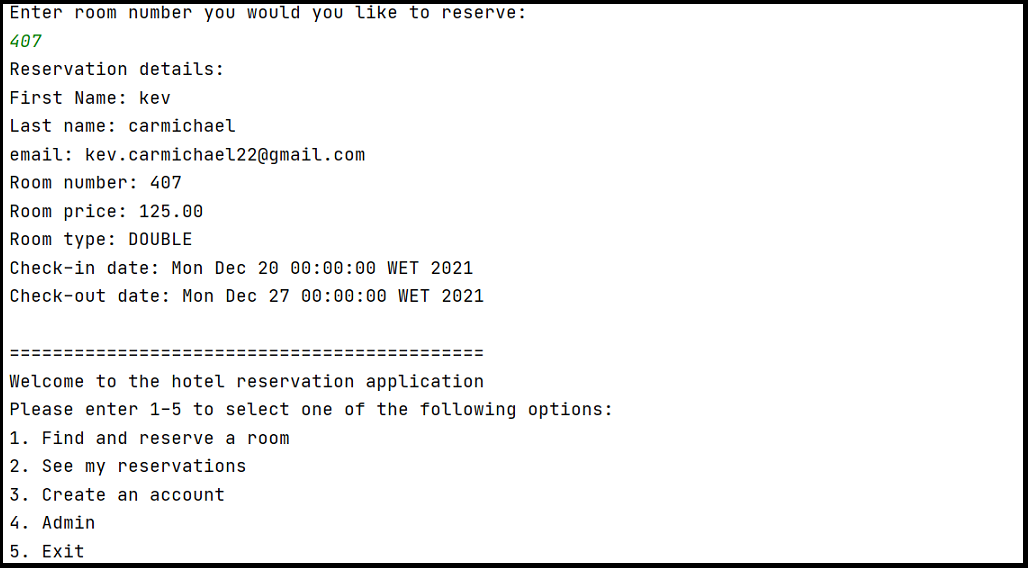 Enter room number you would you like to reserve:
407
Reservation details:
First Name: kev
Last name: carmichael
email: kev.carmichael22@gmail.com
Room number: 407
Room price: 125.00
Room type: DOUBLE
Check-in date: Mon Dec 20 00:00:00 WET 2021
Check-out date: Mon Dec 27 00:00:00 WET 2021
============================================
Welcome to the hotel reservation application
Please enter 1-5 to select one of the following options:
1. Find and reserve a room
2. See my reservations
3. Create an account
4. Admin
5. Exit